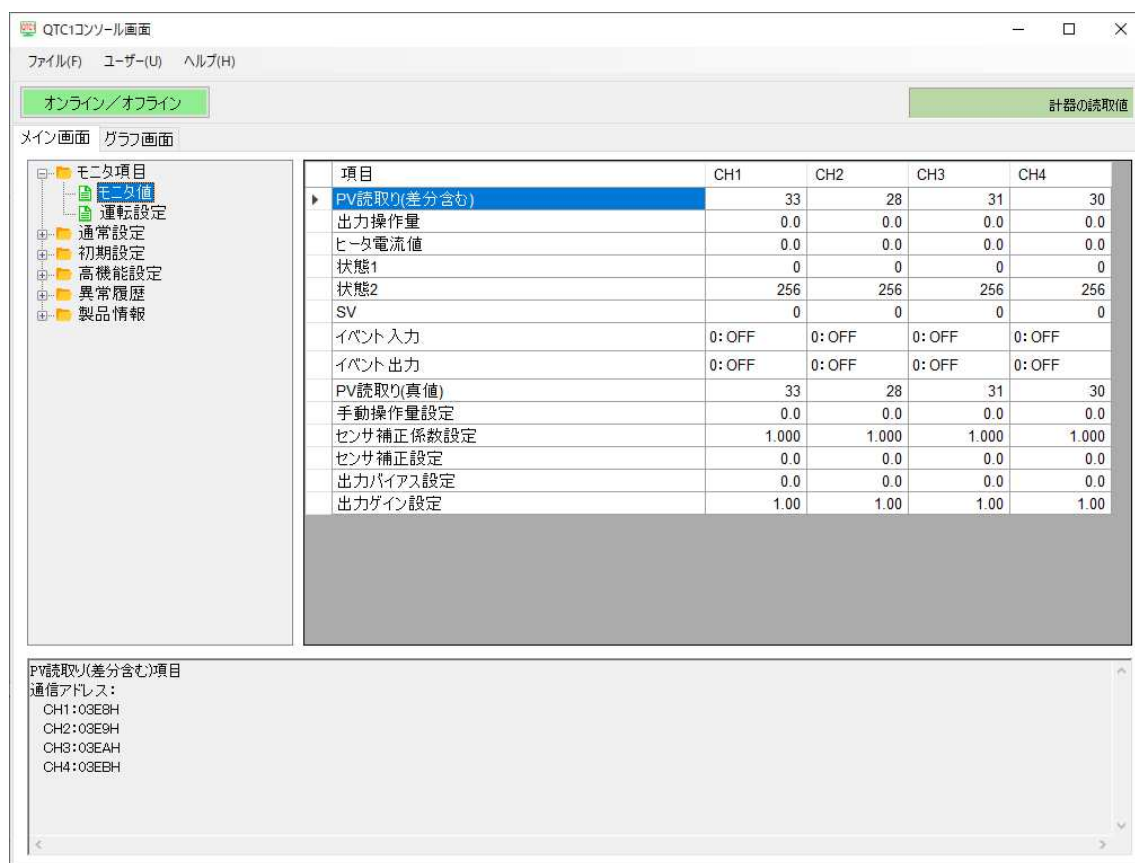 QTC1コンソール画面
ファイル(F) ユーザー(U) ヘルプ(H)
オンライン／オフライン
計器の読取値
メイン画面 グラフ画面
モニタ項目
モニタ値
運転設定
通常設定
初期設定
高機能設定
異常履歴
製品情報
項目 CH1 CH2 CH3 CH4
PV読取り(差分含む) 33 28 31 30
出力操作量 0.0 0.0 0.0 0.0
ヒータ電流値 0.0 0.0 0.0 0.0
状態1 0 0 0 0
状態2 256 256 256 256
SV 0 0 0 0
イベント入力 0:OFF 0:OFF 0:OFF 0:OFF
イベント出力 0:OFF 0:OFF 0:OFF 0:OFF
PV読取り(真値) 33 28 31 30
手動操作量設定 0.0 0.0 0.0 0.0
センサ補正係数設定 1.000 1.000 1.000 1.000
センサ補正設定 0.0 0.0 0.0 0.0
出力バイアス設定 0.0 0.0 0.0 0.0
出力ゲイン設定 1.00 1.00 1.00 1.00
PV読取り(差分含む)項目
通信アドレス:
CH1:03E8H
CH2:03E9H
CH3:03EAH
CH4:03EBH